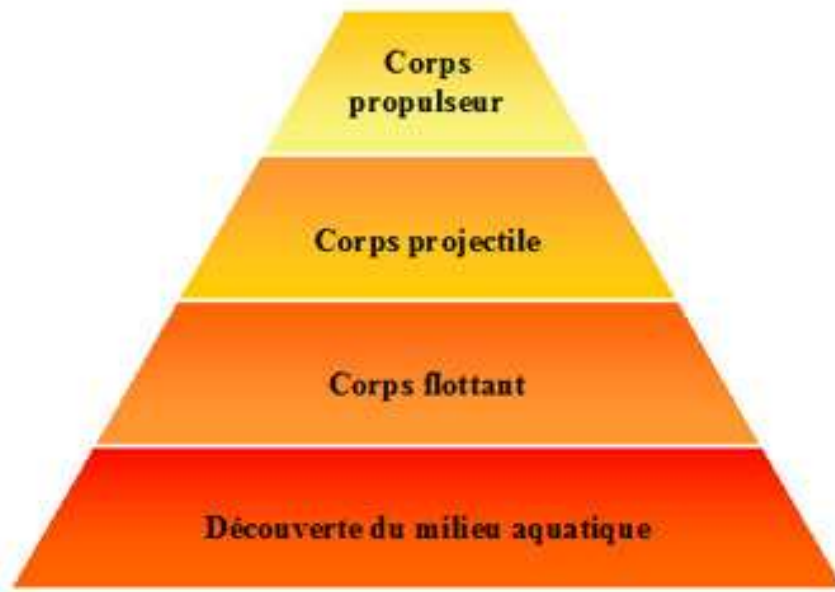 Corps
propulseur
Corps projectile
Corps flottant
Découverte du milieu aquatique